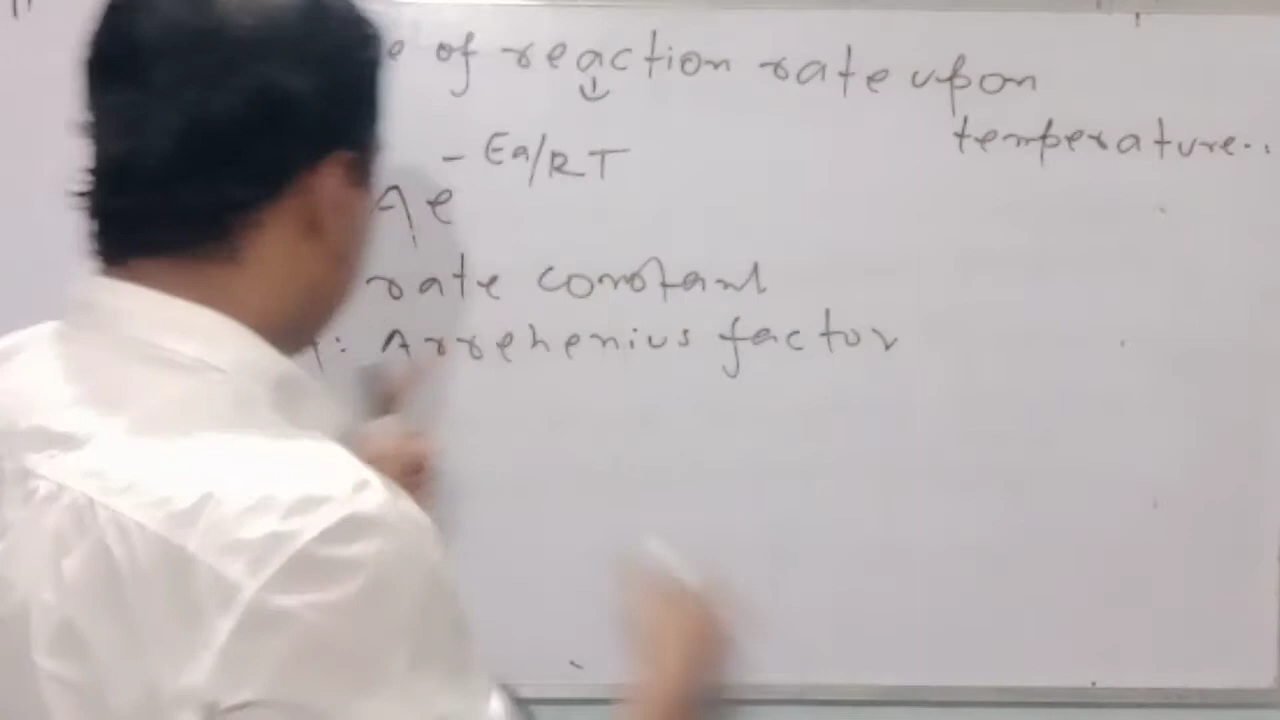 of reaction rate upon
temperature..
Ae^-Ea/RT
rate constant
: Arrehenius factor